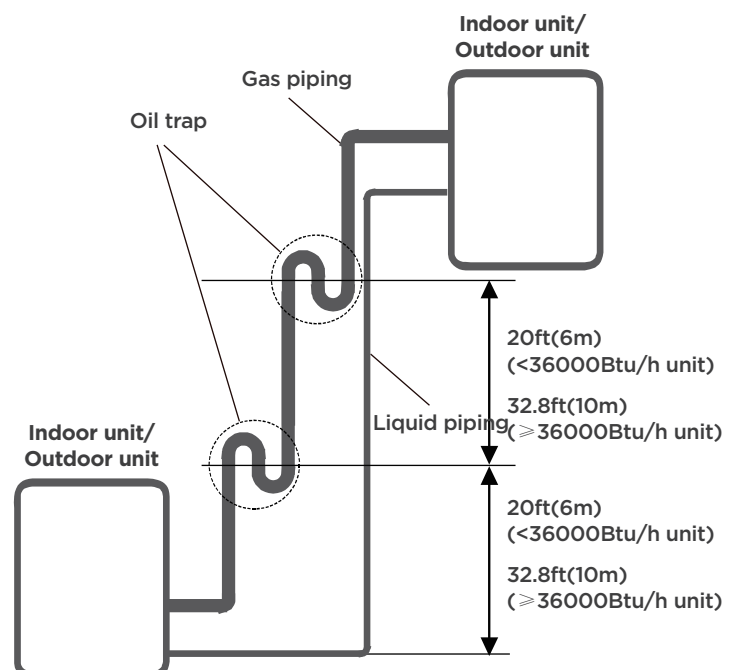 Indoor unit/
Outdoor unit
Gas piping
Oil trap
20ft(6m)
(<36000Btu/h unit)
32.8ft(10m)
(⩾36000Btu/h unit)
Liquid piping
Indoor unit/
Outdoor unit
20ft(6m)
(<36000Btu/h unit)
32.8ft(10m)
(⩾36000Btu/h unit)